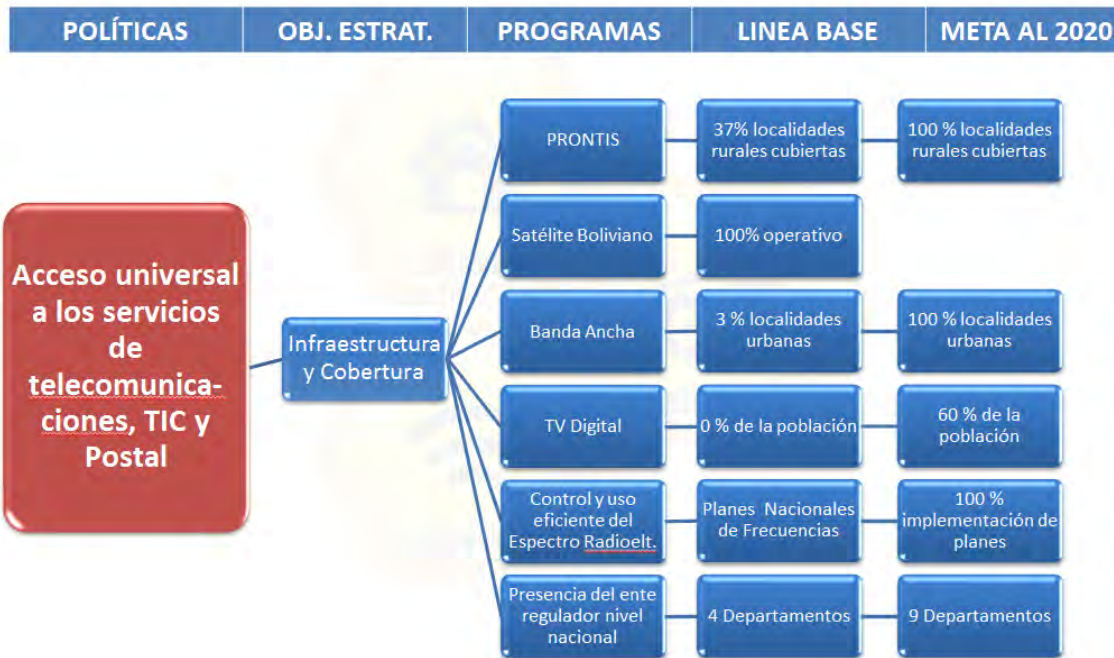 POLÍTICAS OBJ. ESTRAT. PROGRAMAS LINEA BASE META AL 2020
Acceso universal
a los servicios
de
telecomunica-
ciones, TIC y
Postal
Infraestructura
y Cobertura
PRONTIS
37% localidades
rurales cubiertas
100 % localidades
rurales cubiertas
Satélite Boliviano
100% operativo
Banda Ancha
3 % localidades
urbanas
100 % localidades
urbanas
TV Digital
0 % de la población
60 % de la
población
Control y uso
eficiente del
Espectro Radioelt.
Planes Nacionales
de Frecuencias
100 %
implementación de
planes
Presencia del ente
regulador nivel
nacional
4 Departamentos
9 Departamentos